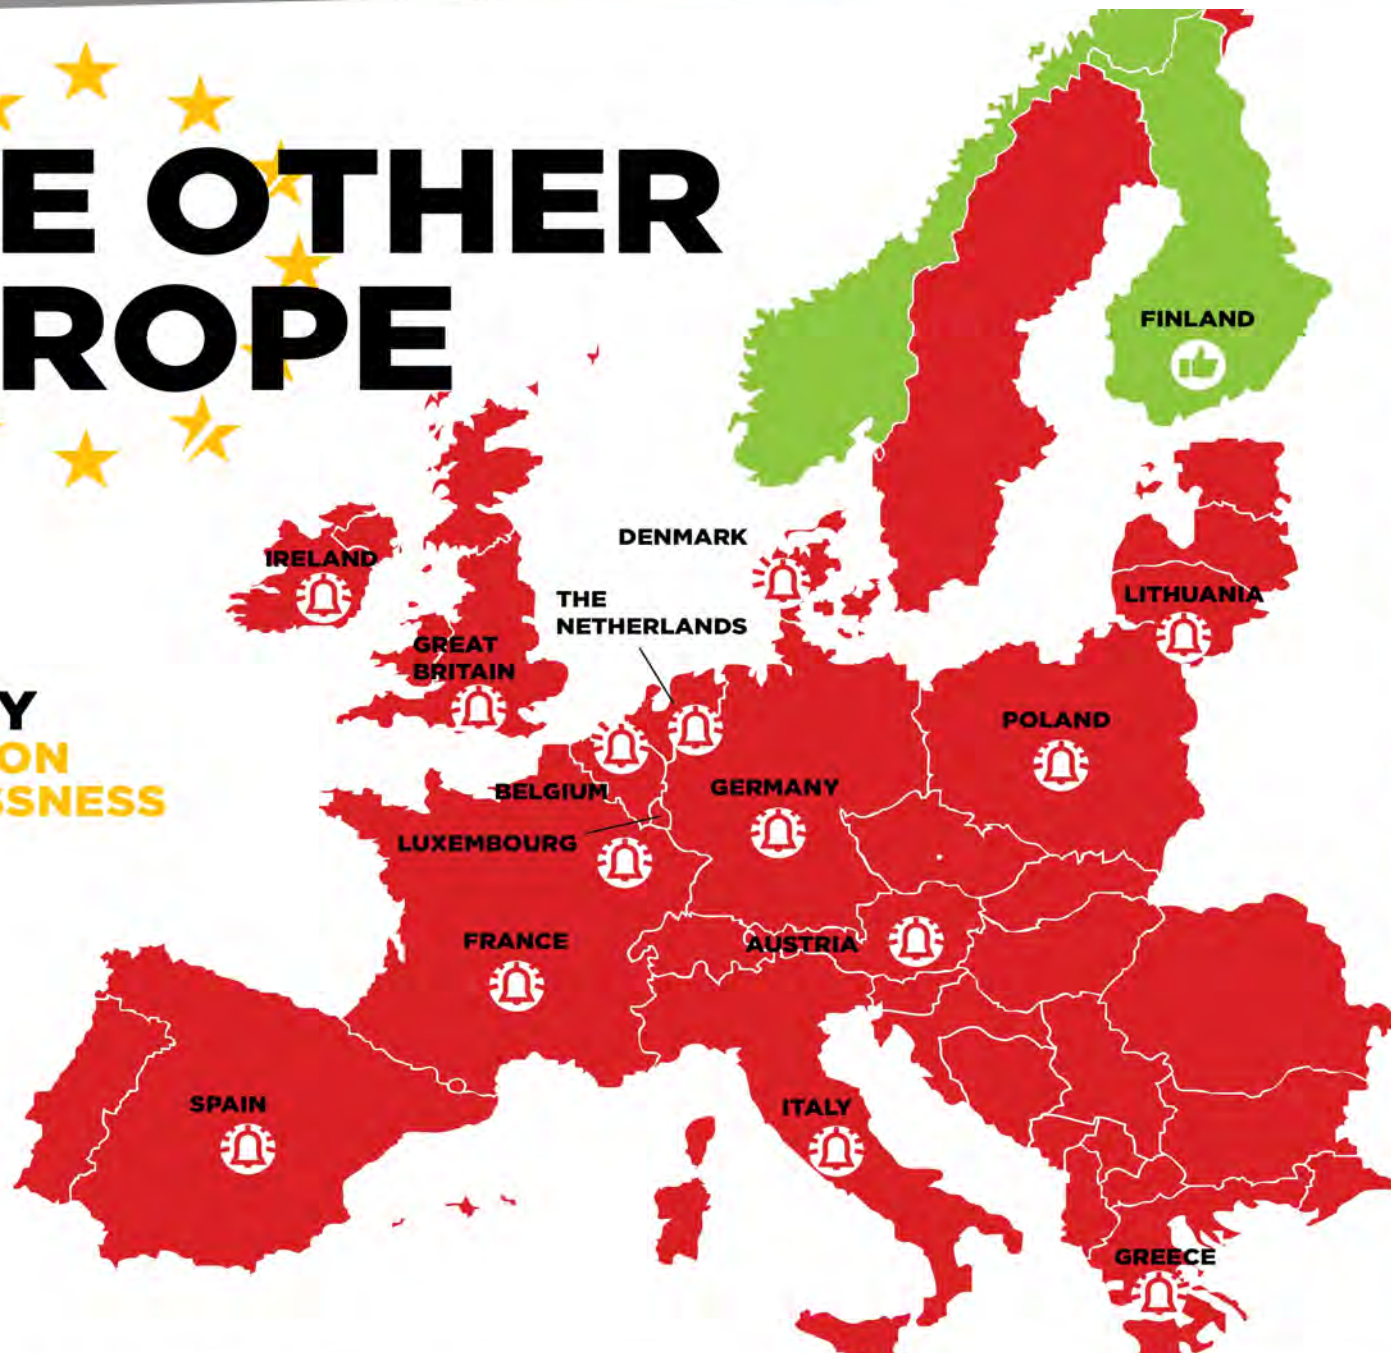 E OTHER
ROPE
FINLAND
DENMARK
IRELAND
THE
NETHERLANDS
LITHUANIA
GREAT
BRITAIN
Y
ON
SSNESS
POLAND
BELGIUM
GERMANY
LUXEMBOURG
FRANCE
AUSTRIA
SPAIN
ITALY
GREECE